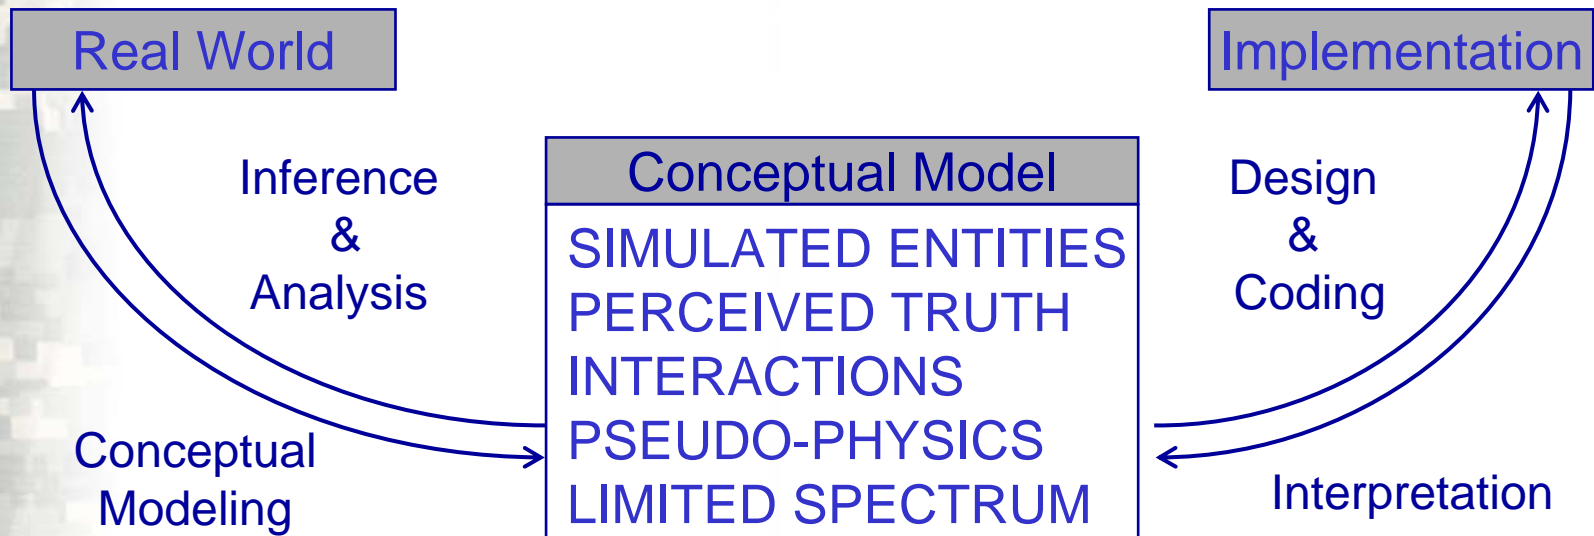 Real World
Implementation
Inference
&
Analysis
Conceptual Model
SIMULATED ENTITIES
PERCEIVED TRUTH
INTERACTIONS
PSEUDO-PHYSICS
LIMITED SPECTRUM
Design
&
Coding
Conceptual
Modeling
Interpretation